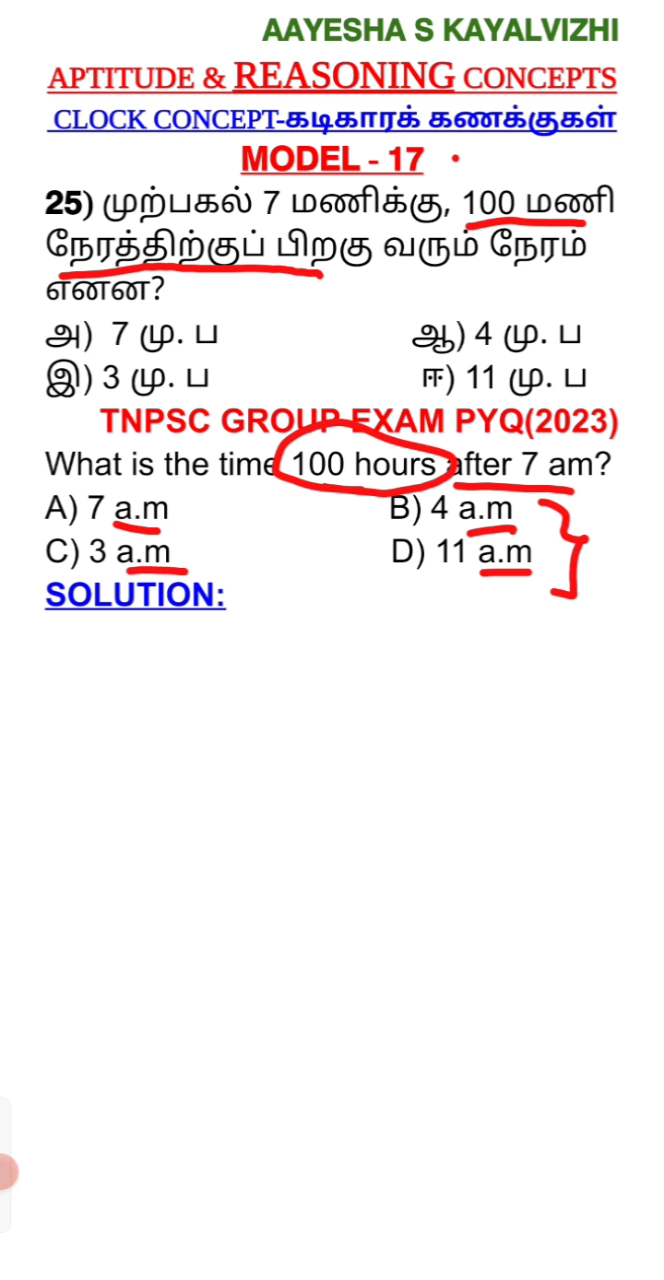 AAYESHA S KAYALVIZHI
APTITUDE & REASONING CONCEPTS
CLOCK CONCEPT-கடிகாரக் கணக்குகள்
MODEL - 17
25) முற்பகல் 7 மணிக்கு, 100 மணி
நேரத்திற்குப் பிறகு வரும் நேரம்
என்ன?
அ) 7 மு. ப ஆ) 4 மு. ப
இ) 3 மு. ப ஈ) 11 மு. ப
TNPSC GROUP EXAM PYQ(2023)
What is the time 100 hours after 7 am?
A) 7 a.m B) 4 a.m
C) 3 a.m D) 11 a.m
SOLUTION: